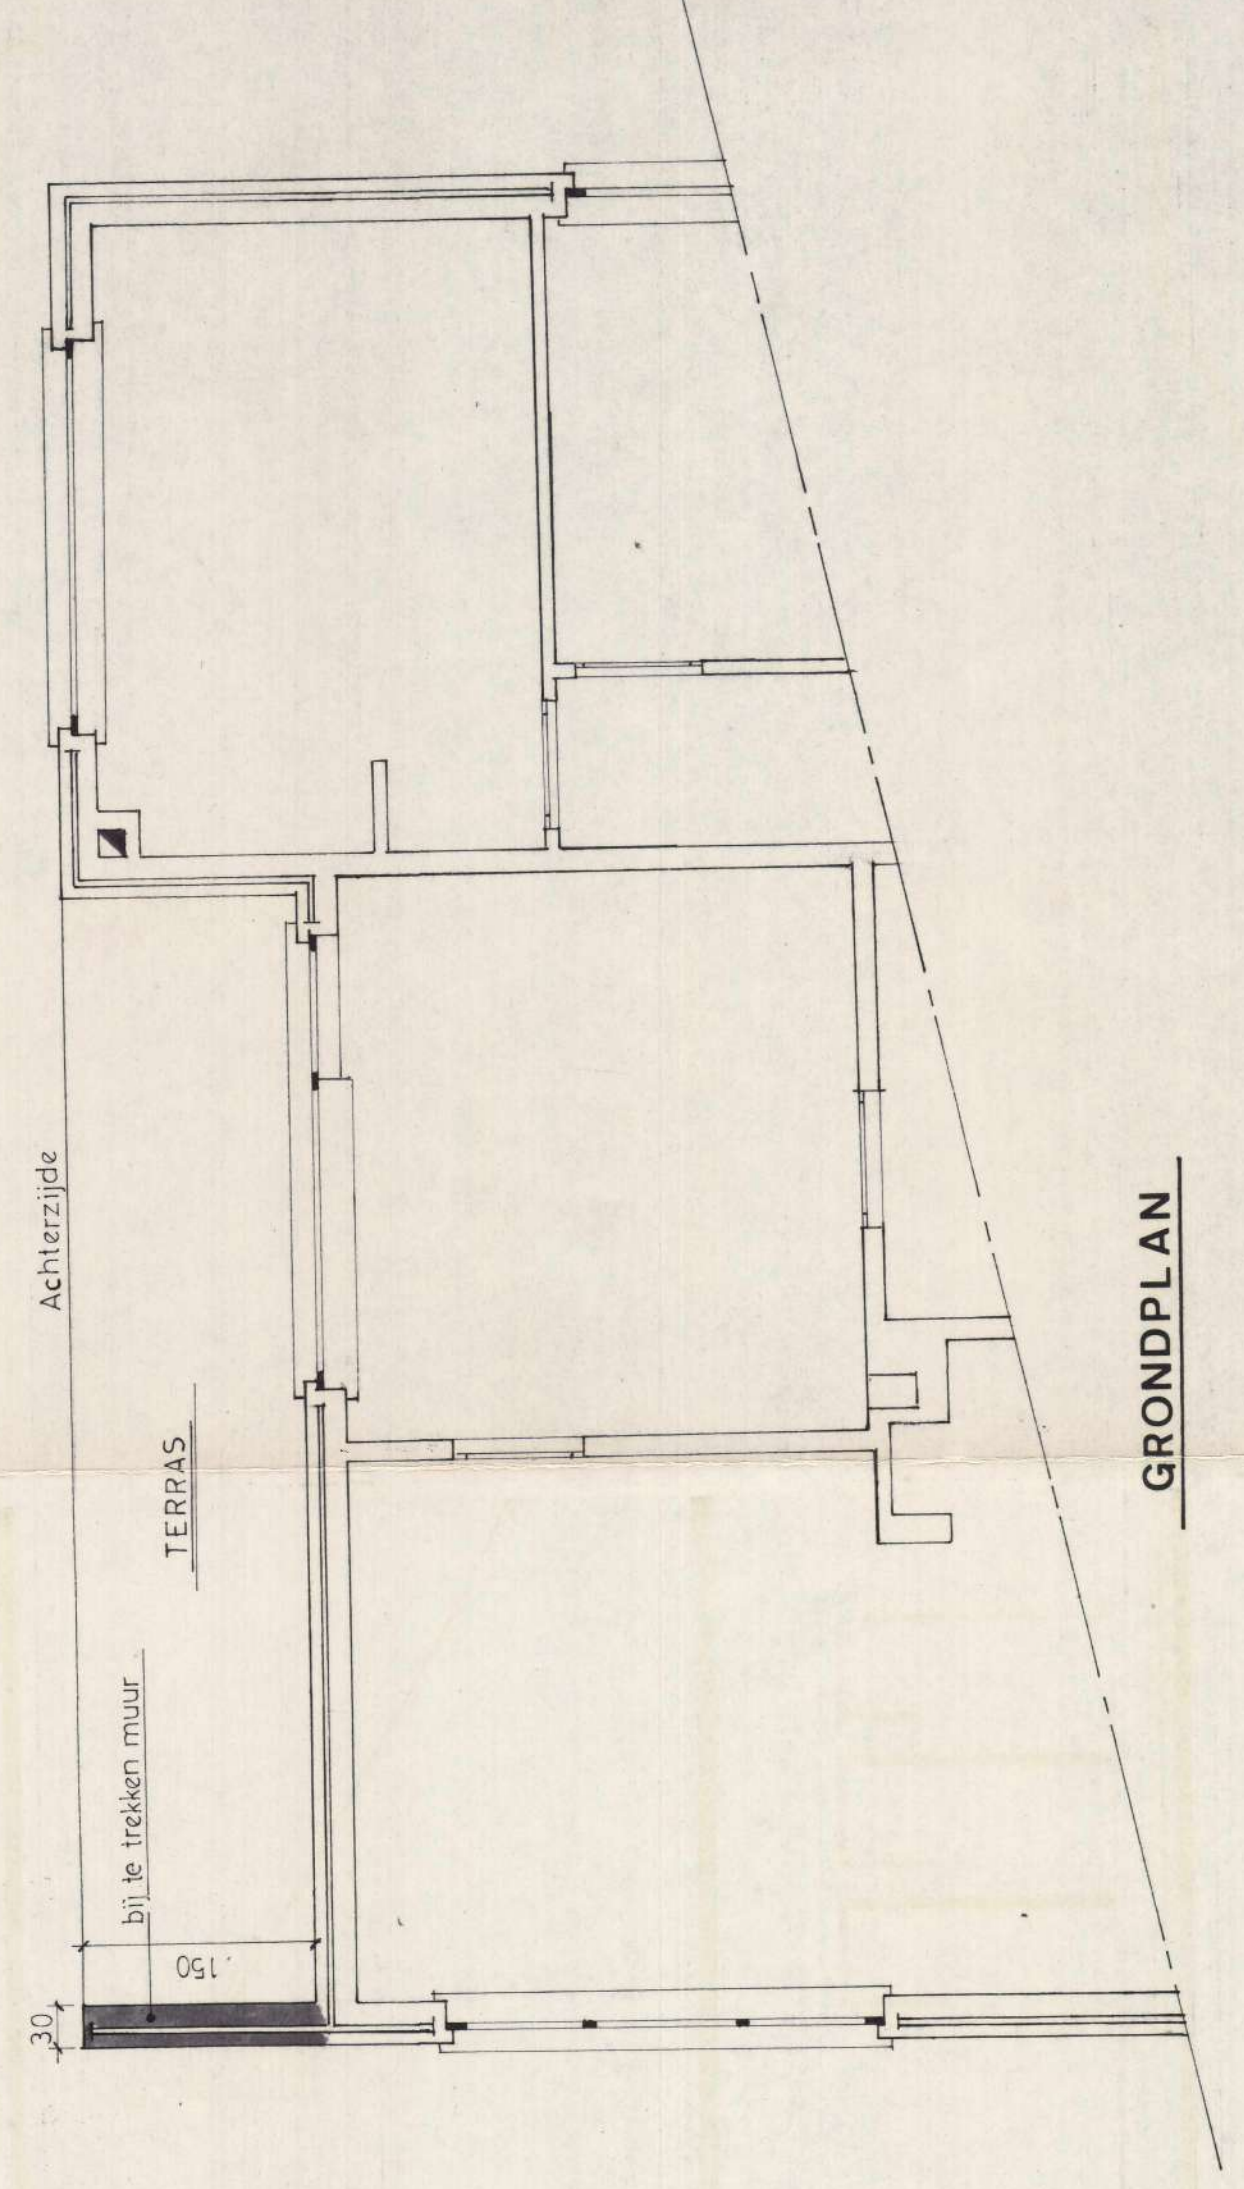 Achterzijde
TERRAS
bij te trekken muur
150
30
GRONDPLAN